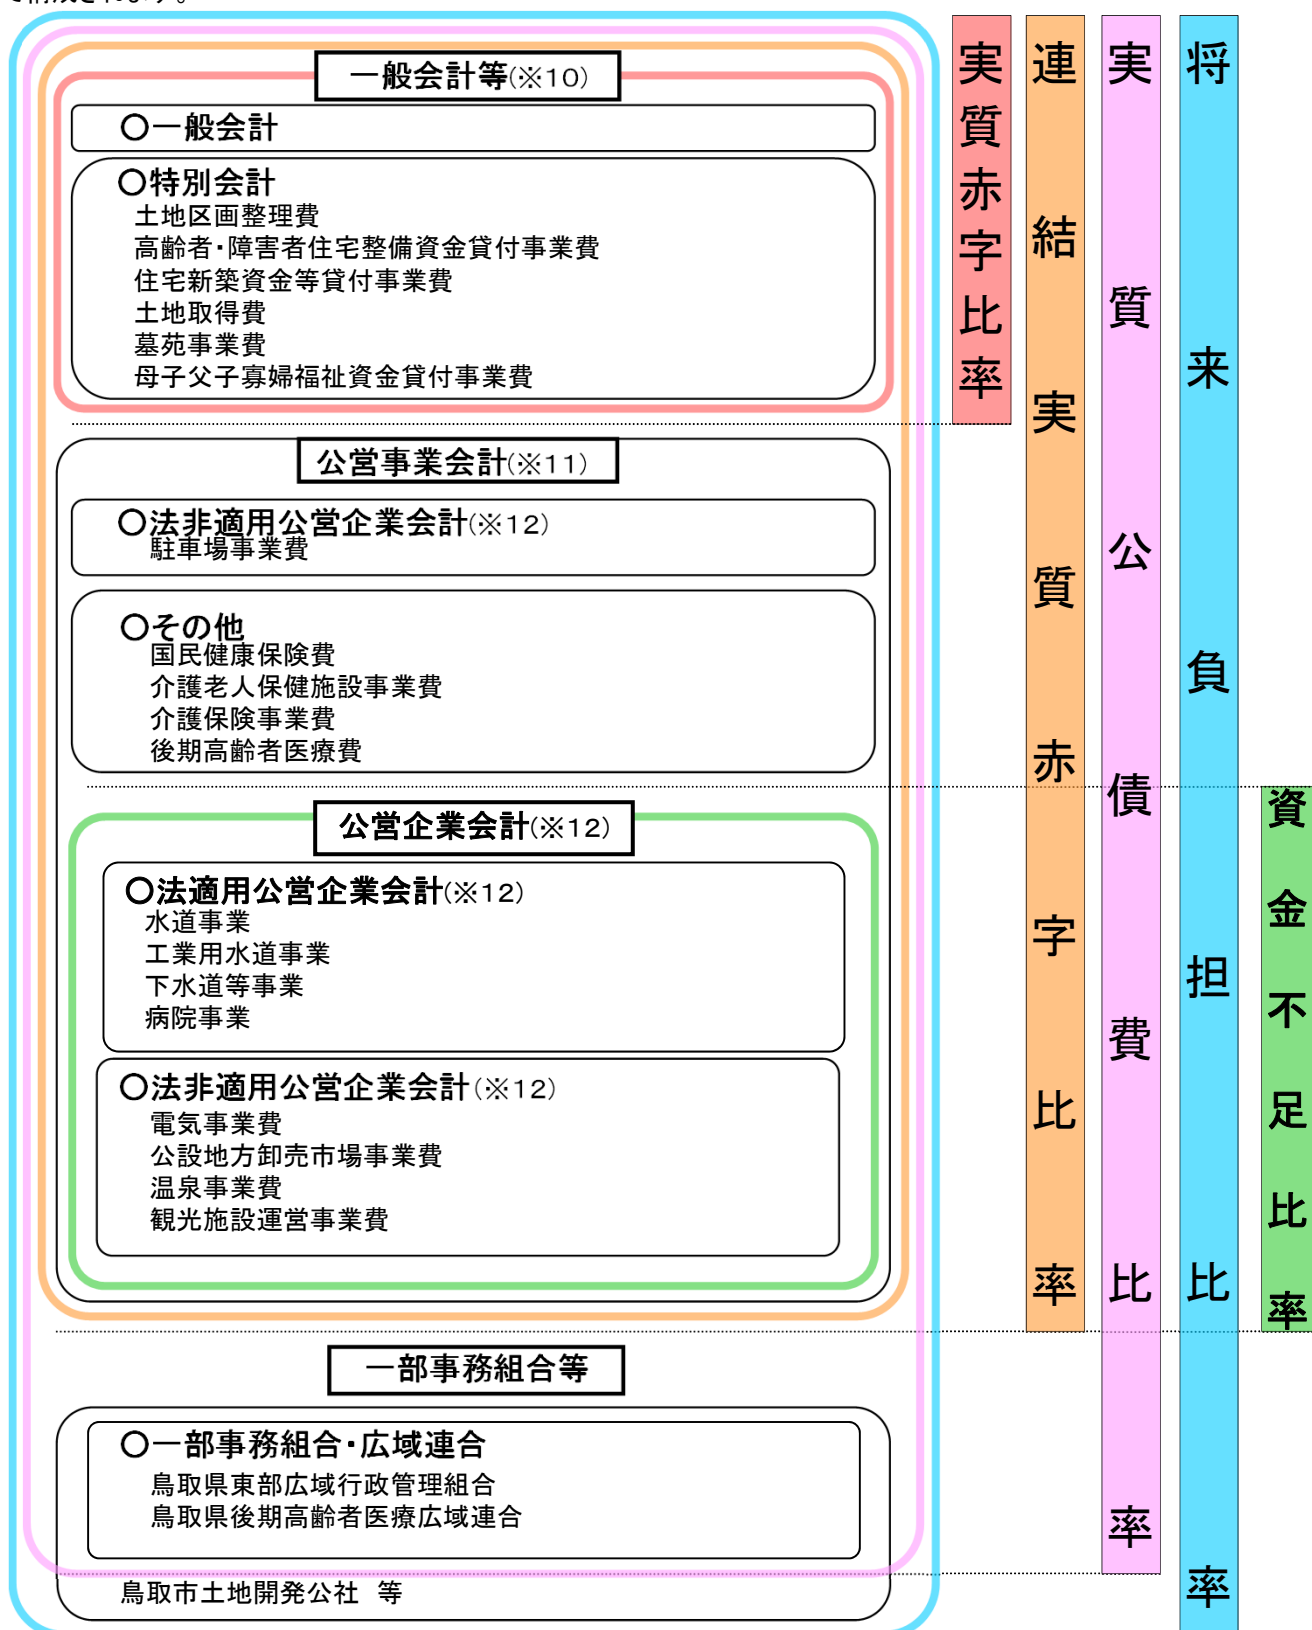 一般会計等(※10)
〇一般会計
〇特別会計
土地区画整理費
高齢者・障害者住宅整備資金貸付事業費
住宅新築資金等貸付事業費
土地取得費
墓苑事業費
母子父子寡婦福祉資金貸付事業費
公営事業会計(※11)
〇法非適用公営企業会計(※12)
駐車場事業費
〇その他
国民健康保険費
介護老人保健施設事業費
介護保険事業費
後期高齢者医療費
公営企業会計(※12)
〇法適用公営企業会計(※12)
水道事業
工業用水道事業
下水道等事業
病院事業
〇法非適用公営企業会計(※12)
電気事業費
公設地方卸売市場事業費
温泉事業費
観光施設運営事業費
一部事務組合等
〇一部事務組合・広域連合
鳥取県東部広域行政管理組合
鳥取県後期高齢者医療広域連合
鳥取市土地開発公社 等
実質赤字比率
連結実質赤字比率
実質公債費比率
将来負担比率
資金不足比率